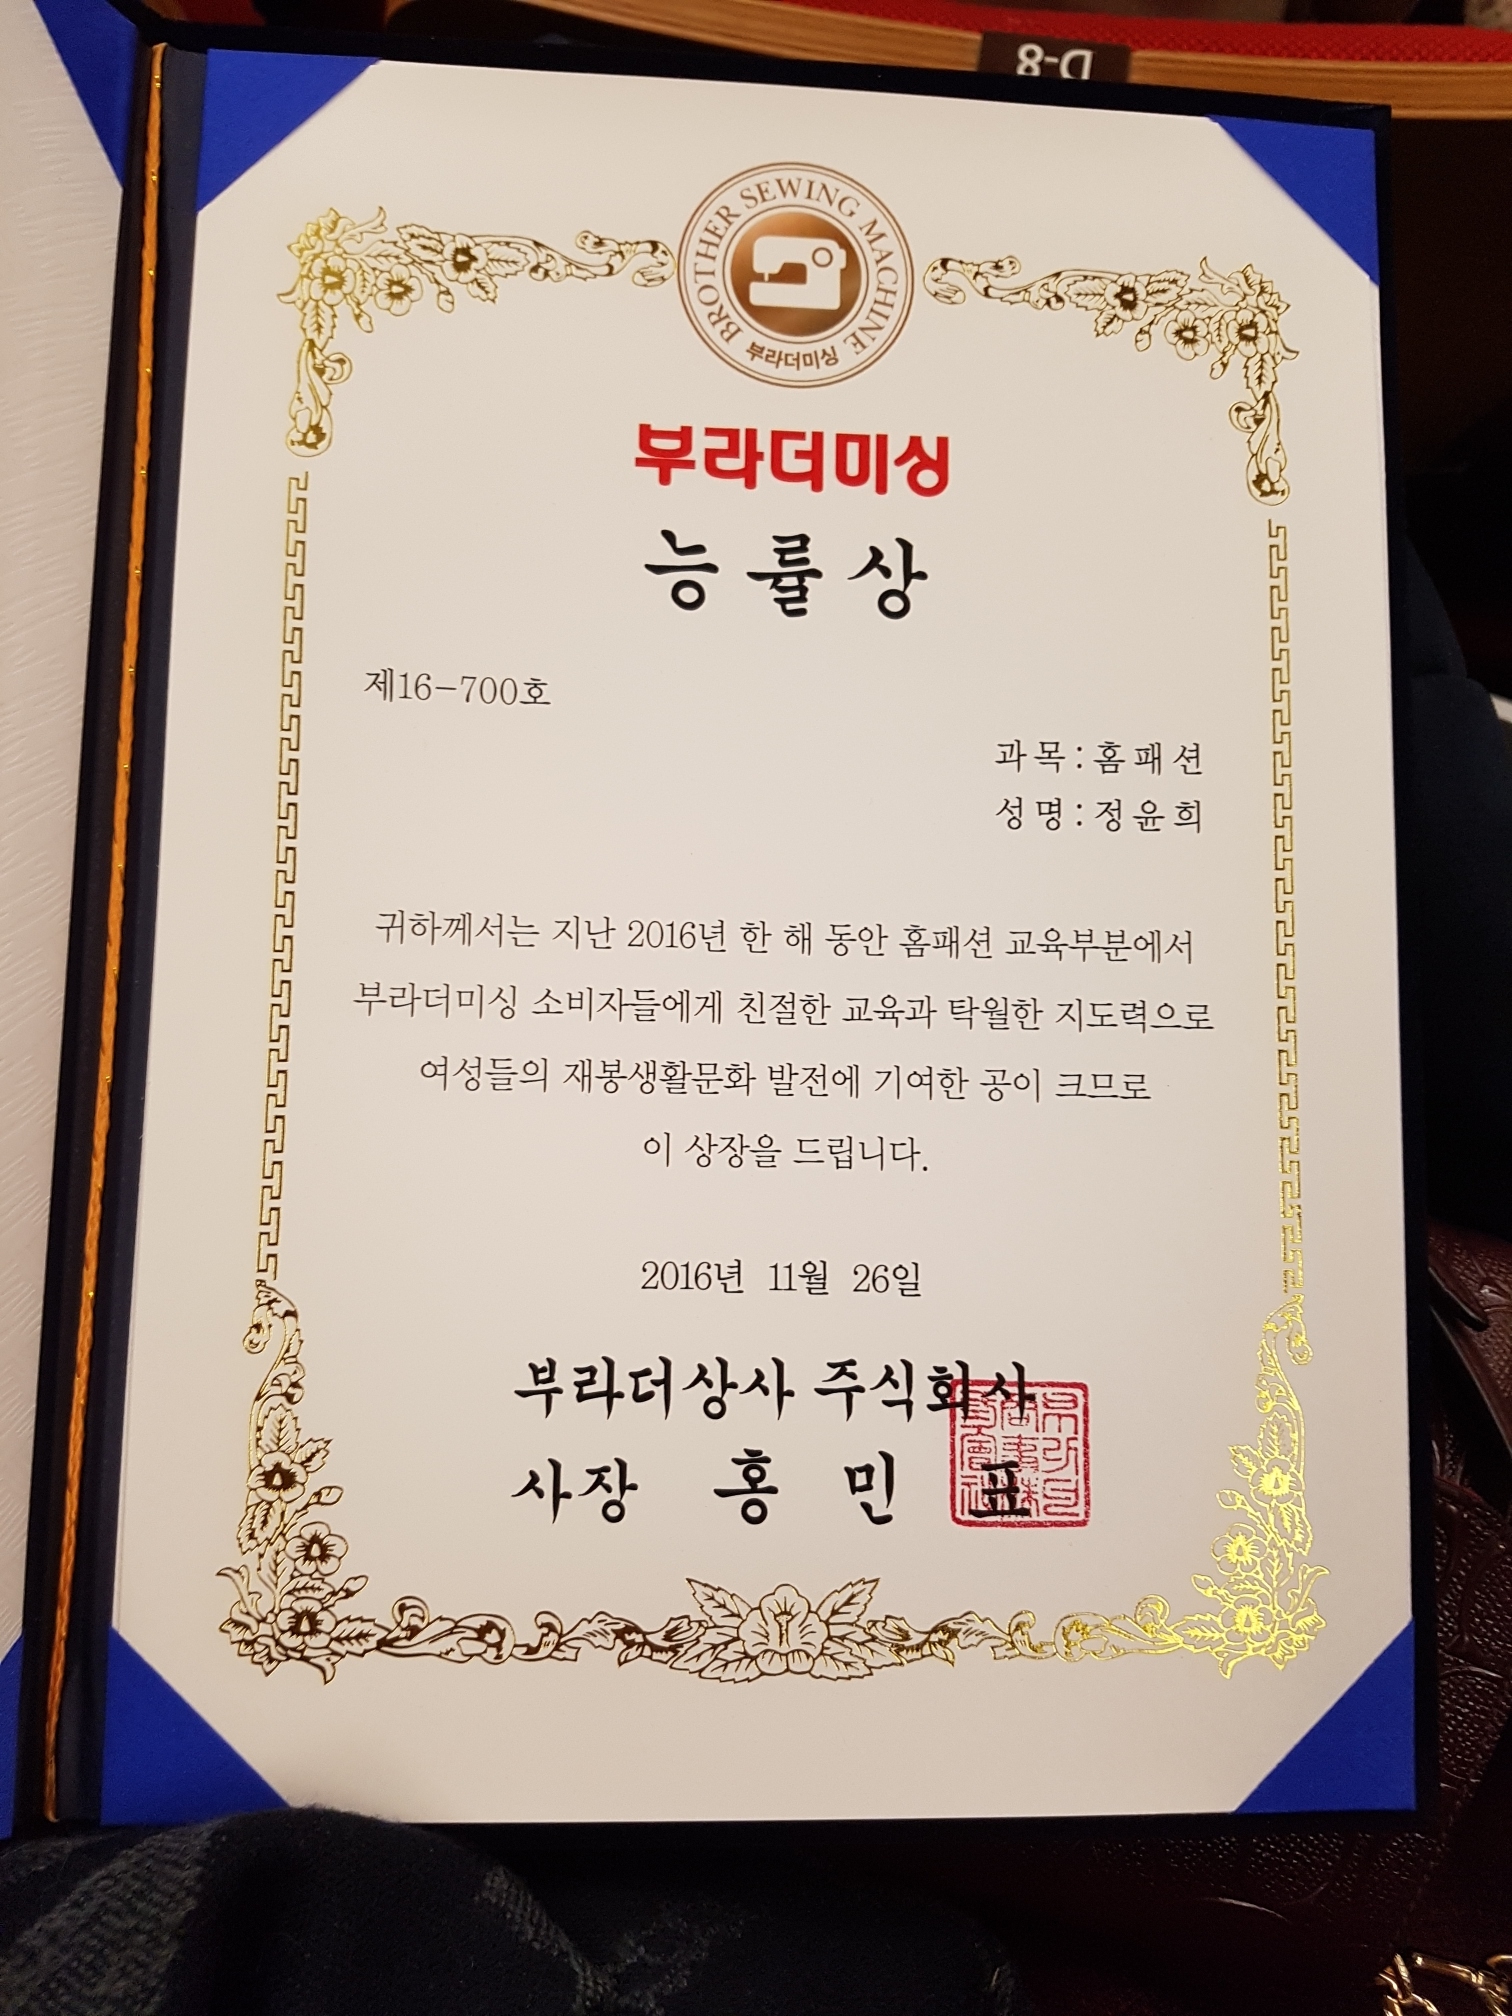 D-8
BROTHER SEWING MACHINE
부라더미싱
부라더미싱
능률상
제16-700호
과목:홈패션
성명:정윤희
귀하께서는 지난 2016년 한 해 동안 홈패션 교육부분에서
부라더미싱 소비자들에게 친절한 교육과 탁월한 지도력으로
여성들의 재봉생활문화 발전에 기여한 공이 크므로
이 상장을 드립니다.
2016년 11월 26일
부라더상사 주식회사
사장 홍 민 표